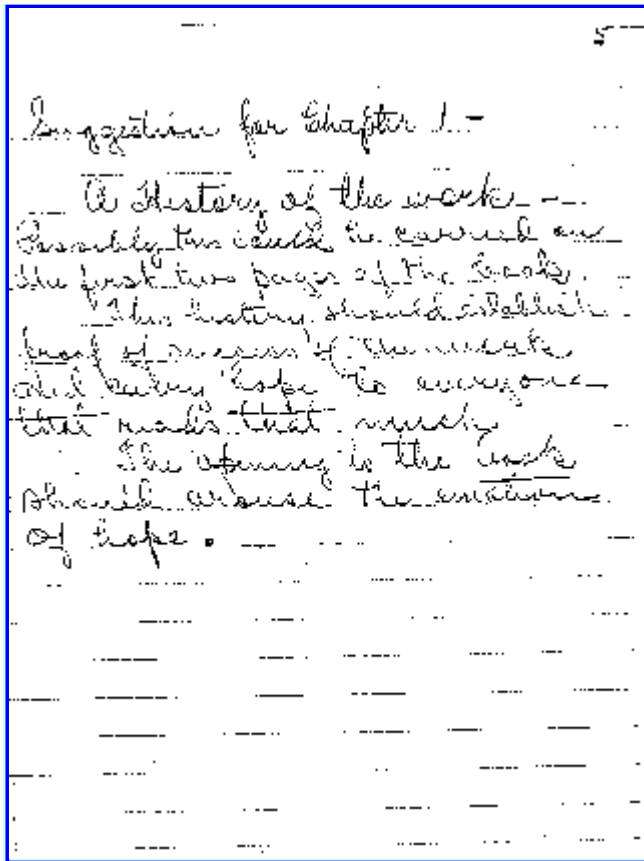 5
Suggestion for Chapter 1.-
A History of the work -
Possibly this could be carried on
the first two pages of the book.
This history should establish
proof of success of the work
and bring hope to everyone
that reads that much
The opening to the book
should arouse the emotions
of hope.